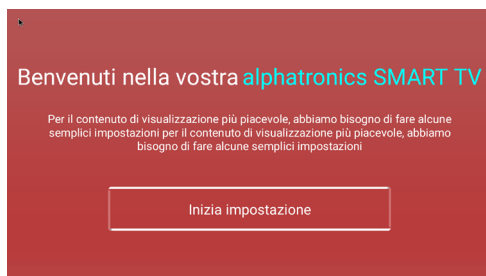 Benvenuti nella vostra alphatronics SMART TV
Per il contenuto di visualizzazione più piacevole, abbiamo bisogno di fare alcune
semplici impostazioni per il contenuto di visualizzazione più piacevole, abbiamo
bisogno di fare alcune semplici impostazioni
Inizia impostazione